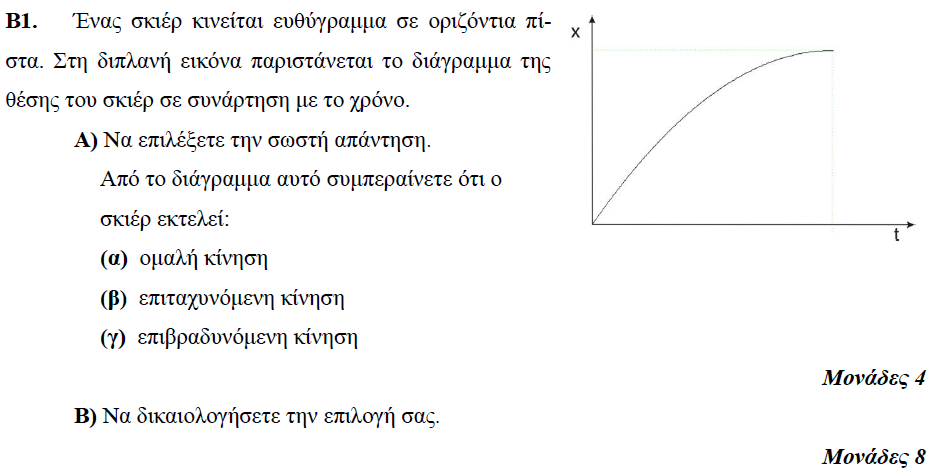 B1. Ένας σκιέρ κινείται ευθύγραμμα σε οριζόντια πί-
στα. Στη διπλανή εικόνα παριστάνεται το διάγραμμα της
θέσης του σκιέρ σε συνάρτηση με το χρόνο.
A) Να επιλέξετε την σωστή απάντηση.
Από το διάγραμμα αυτό συμπεραίνετε ότι ο
σκιέρ εκτελεί:
(α) ομαλή κίνηση
(β) επιταχυνόμενη κίνηση
(γ) επιβραδυνόμενη κίνηση
Μονάδες 4
B) Να δικαιολογήσετε την επιλογή σας.
Μονάδες 8
x
t